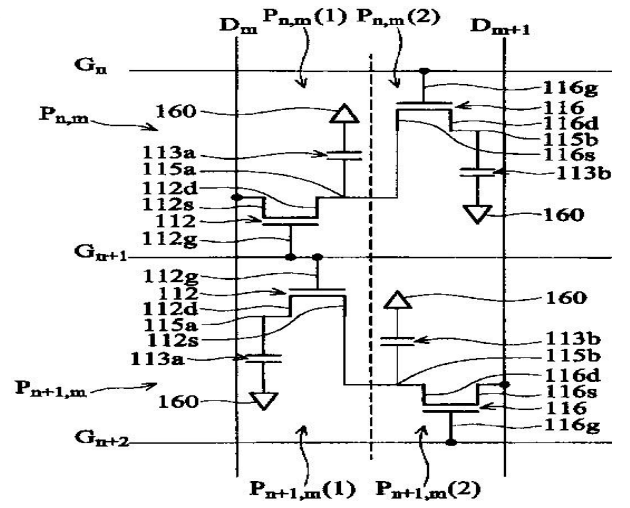 Pn,m(1) Pn,m(2)
Dm Dm+1
Gn
116g
160 116
Pn,m 116d
115b
113a 116s
115a 113b
112d
112s
112 160
112g
Gn+1
112g
112 160
112d
115a
112s 113b
113a 115b
116d
Pn+1,m 116s
160 116
116g
Gn+2
Pn+1,m(1) Pn+1,m(2)